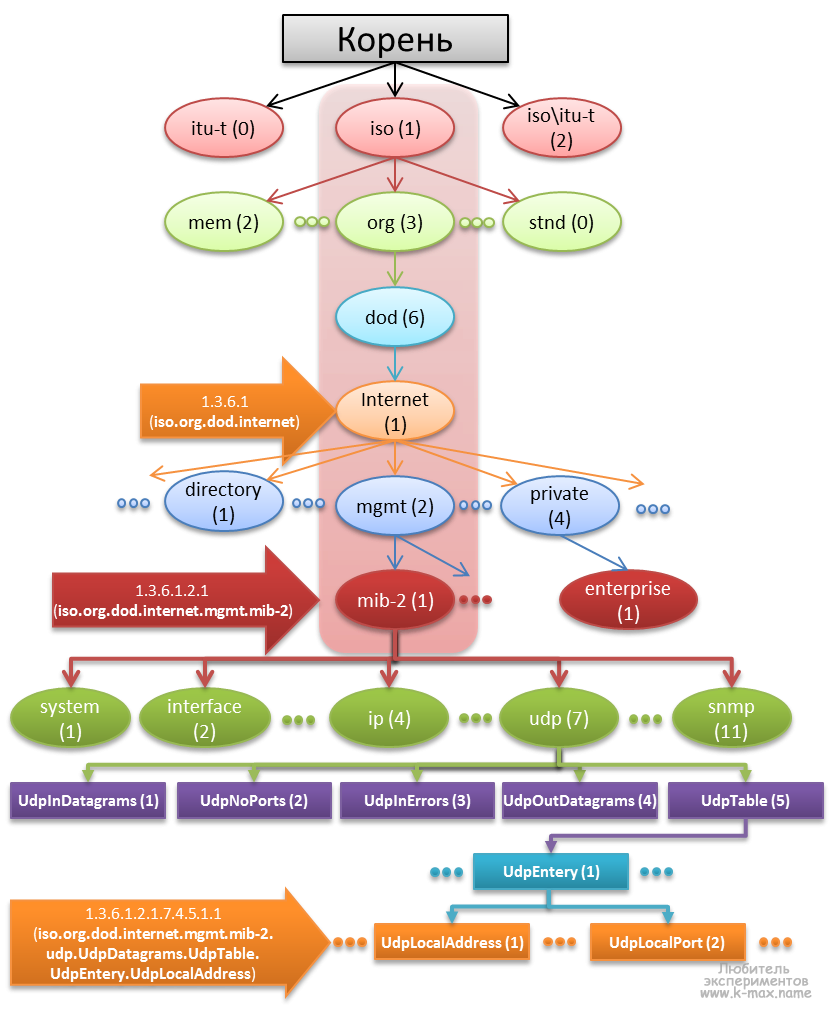 Корень
itu-t (0)
iso (1)
iso\itu-t
(2)
mem (2)
org (3)
stnd (0)
dod (6)
1.3.6.1
(iso.org.dod.internet)
Internet
(1)
directory
(1)
mgmt (2)
private
(4)
1.3.6.1.2.1
(iso.org.dod.internet.mgmt.mib-2)
mib-2 (1)
enterprise
(1)
system
(1)
interface
(2)
ip (4)
udp (7)
snmp
(11)
UdpInDatagrams (1)
UdpNoPorts (2)
UdpInErrors (3)
UdpOutDatagrams (4)
UdpTable (5)
UdpEntery (1)
1.3.6.1.2.1.7.4.5.1.1
(iso.org.dod.internet.mgmt.mib-2.
udp.UdpDatagrams.UdpTable.
UdpEntery.UdpLocalAddress)
UdpLocalAddress (1)
UdpLocalPort (2)
Любитель
экспериментов
www.k-max.name